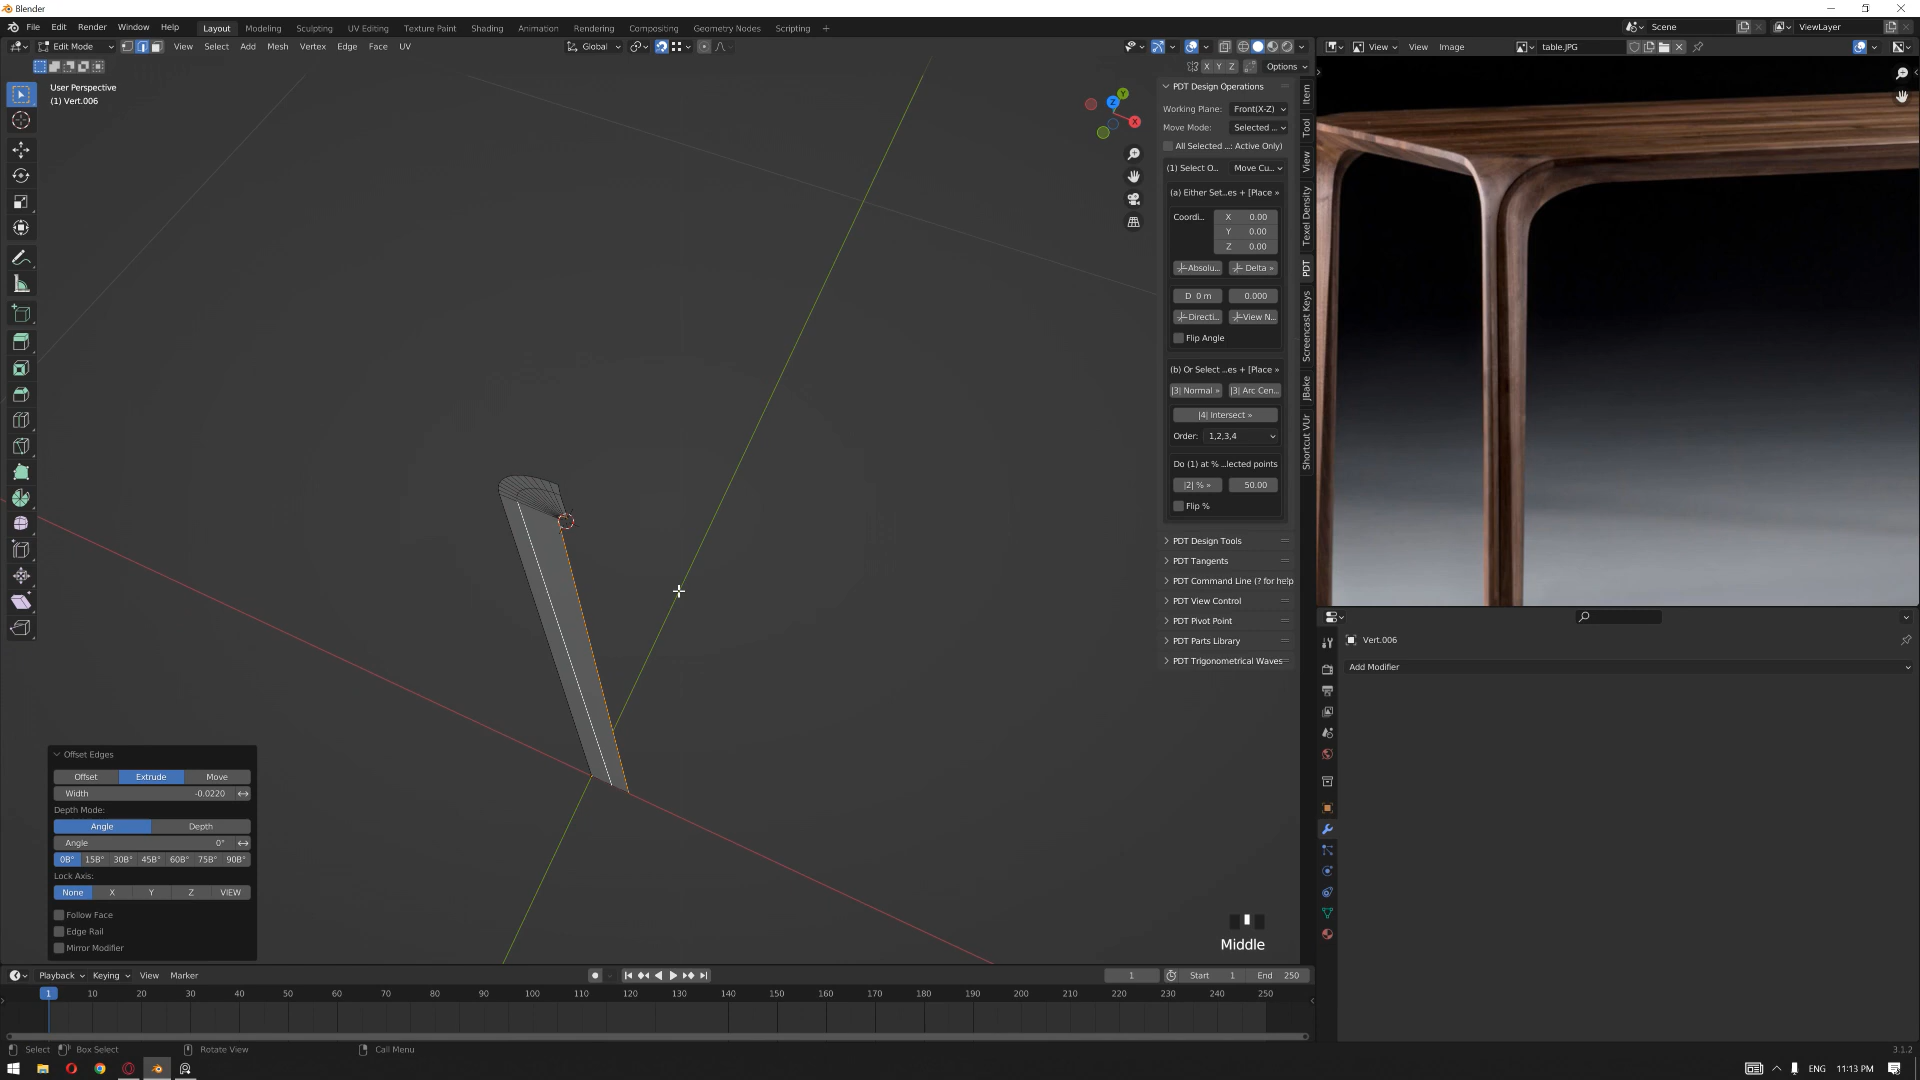 Blender
File Edit Render Window Help Layout Modeling Sculpting UV Editing Texture Paint Shading Animation Rendering Compositing Geometry Nodes Scripting + Scene ViewLayer
Edit Mode View Select Add Mesh Vertex Edge Face UV Global View View Image table.JPG
X Y Z Options
User Perspective
(1) Vert.006
Y
Z
X
PDT Design Operations
Working Plane: Front(X-Z)
Move Mode: Selected ...
All Selected ...: Active Only)
(1) Select O... Move Cu...
(a) Either Set...es + [Place »
Coordi... X 0.00
Y 0.00
Z 0.00
Absolu... Delta »
D 0 m 0.000
Directi... View N...
Flip Angle
(b) Or Select ...es + [Place »
|3| Normal » |3| Arc Cen...
|4| Intersect »
Order: 1,2,3,4
Do (1) at % ...lected points
|2| % » 50.00
Flip %
PDT Design Tools
PDT Tangents
PDT Command Line (? for help
PDT View Control
PDT Pivot Point
PDT Parts Library
PDT Trigonometrical Waves
Item
Tool
View
Texel Density
PDT
Screencast Keys
JBake
Shortcut VUr
Vert.006
Add Modifier
Offset Edges
Offset Extrude Move
Width -0.0220
Depth Mode:
Angle Depth
Angle 0°
0B° 15B° 30B° 45B° 60B° 75B° 90B°
Lock Axis:
None X Y Z VIEW
Follow Face
Edge Rail
Mirror Modifier
Middle
Playback Keying View Marker 1 Start 1 End 250
1 10 20 30 40 50 60 70 80 90 100 110 120 130 140 150 160 170 180 190 200 210 220 230 240 250
Select Box Select Rotate View Call Menu 3.1.2
ENG 11:13 PM